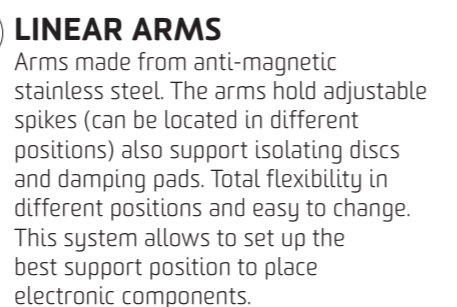 LINEAR ARMS
Arms made from anti-magnetic
stainless steel. The arms hold adjustable
spikes (can be located in different
positions) also support isolating discs
and damping pads. Total flexibility in
different positions and easy to change.
This system allows to set up the
best support position to place
electronic components.